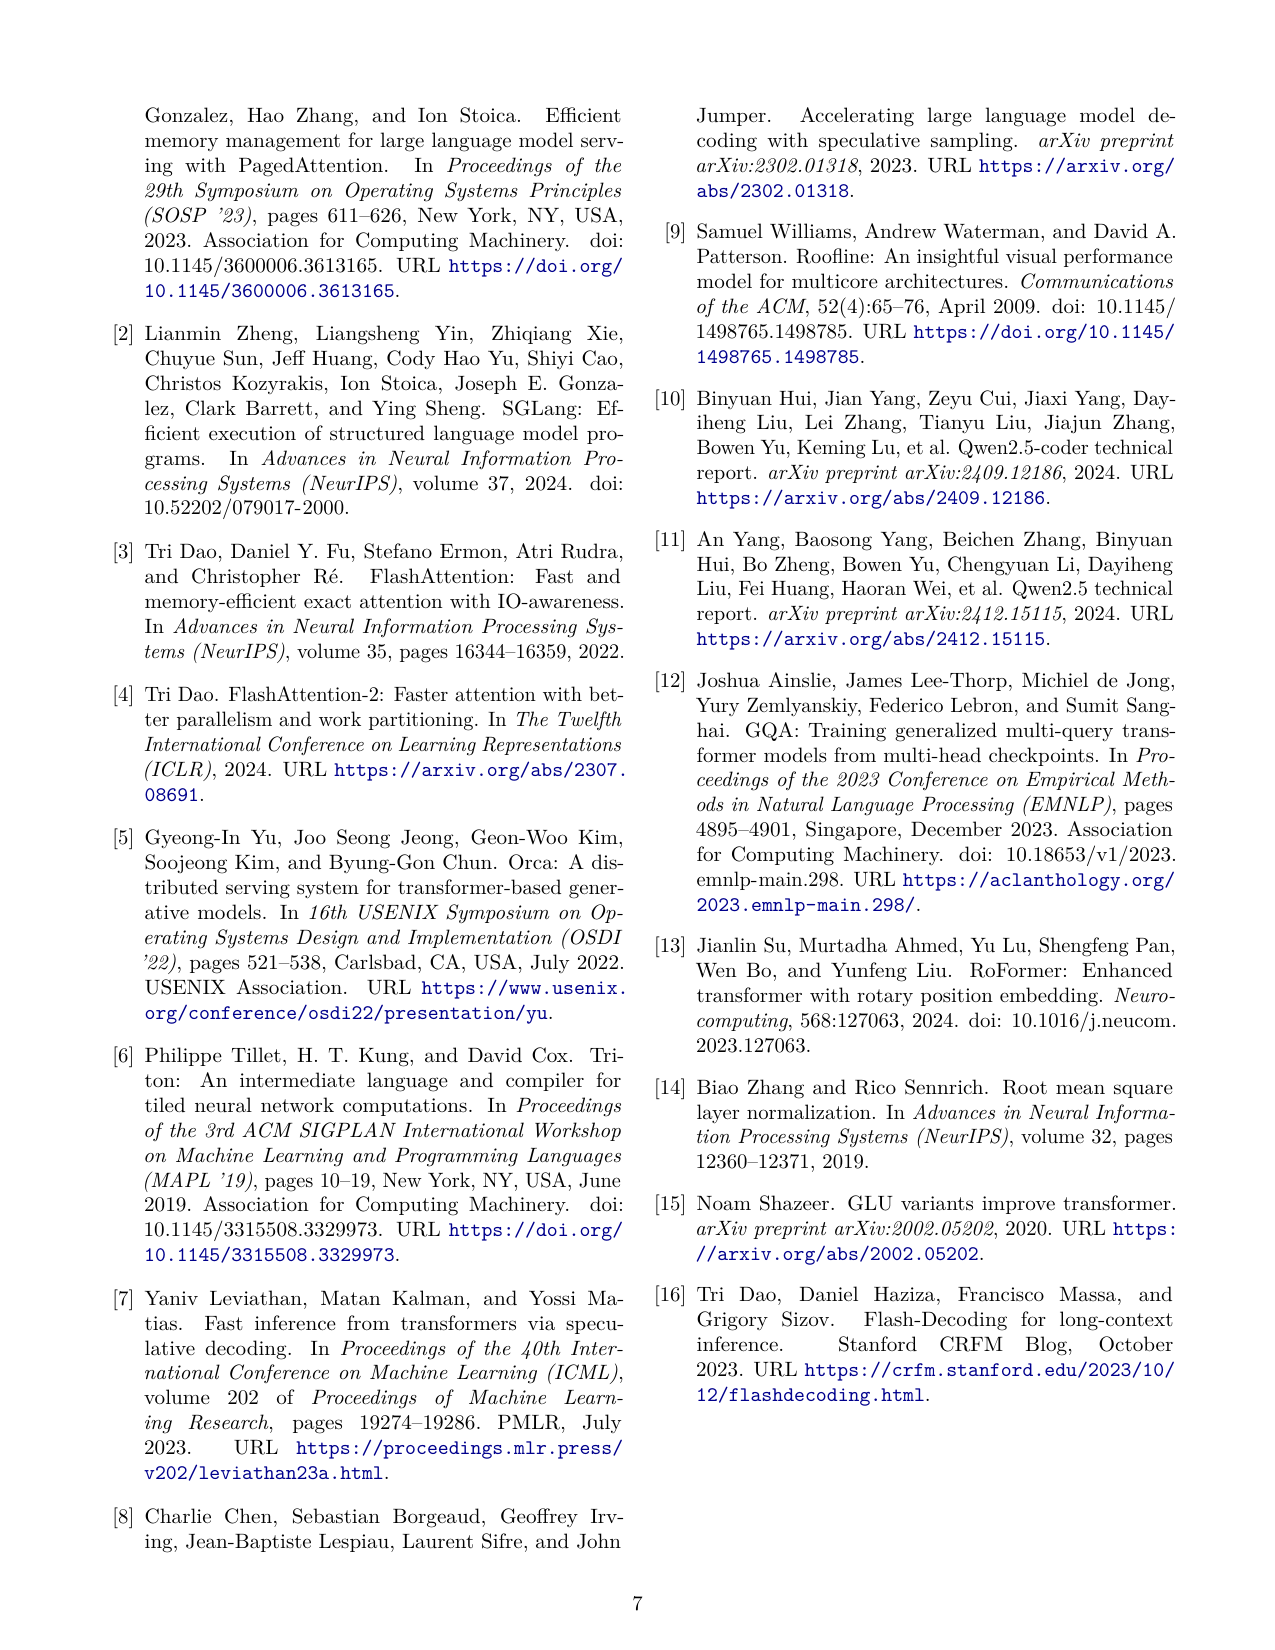 Gonzalez, Hao Zhang, and Ion Stoica. Efficient
memory management for large language model serv-
ing with PagedAttention. In Proceedings of the
29th Symposium on Operating Systems Principles
(SOSP ’23), pages 611–626, New York, NY, USA,
2023. Association for Computing Machinery. doi:
10.1145/3600006.3613165. URL https://doi.org/
10.1145/3600006.3613165.
[2] Lianmin Zheng, Liangsheng Yin, Zhiqiang Xie,
Chuyue Sun, Jeff Huang, Cody Hao Yu, Shiyi Cao,
Christos Kozyrakis, Ion Stoica, Joseph E. Gonza-
lez, Clark Barrett, and Ying Sheng. SGLang: Ef-
ficient execution of structured language model pro-
grams. In Advances in Neural Information Pro-
cessing Systems (NeurIPS), volume 37, 2024. doi:
10.52202/079017-2000.
[3] Tri Dao, Daniel Y. Fu, Stefano Ermon, Atri Rudra,
and Christopher Ré. FlashAttention: Fast and
memory-efficient exact attention with IO-awareness.
In Advances in Neural Information Processing Sys-
tems (NeurIPS), volume 35, pages 16344–16359, 2022.
[4] Tri Dao. FlashAttention-2: Faster attention with bet-
ter parallelism and work partitioning. In The Twelfth
International Conference on Learning Representations
(ICLR), 2024. URL https://arxiv.org/abs/2307.
08691.
[5] Gyeong-In Yu, Joo Seong Jeong, Geon-Woo Kim,
Soojeong Kim, and Byung-Gon Chun. Orca: A dis-
tributed serving system for transformer-based gener-
ative models. In 16th USENIX Symposium on Op-
erating Systems Design and Implementation (OSDI
’22), pages 521–538, Carlsbad, CA, USA, July 2022.
USENIX Association. URL https://www.usenix.
org/conference/osdi22/presentation/yu.
[6] Philippe Tillet, H. T. Kung, and David Cox. Tri-
ton: An intermediate language and compiler for
tiled neural network computations. In Proceedings
of the 3rd ACM SIGPLAN International Workshop
on Machine Learning and Programming Languages
(MAPL ’19), pages 10–19, New York, NY, USA, June
2019. Association for Computing Machinery. doi:
10.1145/3315508.3329973. URL https://doi.org/
10.1145/3315508.3329973.
[7] Yaniv Leviathan, Matan Kalman, and Yossi Ma-
tias. Fast inference from transformers via specu-
lative decoding. In Proceedings of the 40th Inter-
national Conference on Machine Learning (ICML),
volume 202 of Proceedings of Machine Learn-
ing Research, pages 19274–19286. PMLR, July
2023. URL https://proceedings.mlr.press/
v202/leviathan23a.html.
[8] Charlie Chen, Sebastian Borgeaud, Geoffrey Irv-
ing, Jean-Baptiste Lespiau, Laurent Sifre, and John
Jumper. Accelerating large language model de-
coding with speculative sampling. arXiv preprint
arXiv:2302.01318, 2023. URL https://arxiv.org/
abs/2302.01318.
[9] Samuel Williams, Andrew Waterman, and David A.
Patterson. Roofline: An insightful visual performance
model for multicore architectures. Communications
of the ACM, 52(4):65–76, April 2009. doi: 10.1145/
1498765.1498785. URL https://doi.org/10.1145/
1498765.1498785.
[10] Binyuan Hui, Jian Yang, Zeyu Cui, Jiaxi Yang, Day-
iheng Liu, Lei Zhang, Tianyu Liu, Jiajun Zhang,
Bowen Yu, Keming Lu, et al. Qwen2.5-coder technical
report. arXiv preprint arXiv:2409.12186, 2024. URL
https://arxiv.org/abs/2409.12186.
[11] An Yang, Baosong Yang, Beichen Zhang, Binyuan
Hui, Bo Zheng, Bowen Yu, Chengyuan Li, Dayiheng
Liu, Fei Huang, Haoran Wei, et al. Qwen2.5 technical
report. arXiv preprint arXiv:2412.15115, 2024. URL
https://arxiv.org/abs/2412.15115.
[12] Joshua Ainslie, James Lee-Thorp, Michiel de Jong,
Yury Zemlyanskiy, Federico Lebron, and Sumit Sang-
hai. GQA: Training generalized multi-query trans-
former models from multi-head checkpoints. In Pro-
ceedings of the 2023 Conference on Empirical Meth-
ods in Natural Language Processing (EMNLP), pages
4895–4901, Singapore, December 2023. Association
for Computing Machinery. doi: 10.18653/v1/2023.
emnlp-main.298. URL https://aclanthology.org/
2023.emnlp-main.298/.
[13] Jianlin Su, Murtadha Ahmed, Yu Lu, Shengfeng Pan,
Wen Bo, and Yunfeng Liu. RoFormer: Enhanced
transformer with rotary position embedding. Neuro-
computing, 568:127063, 2024. doi: 10.1016/j.neucom.
2023.127063.
[14] Biao Zhang and Rico Sennrich. Root mean square
layer normalization. In Advances in Neural Informa-
tion Processing Systems (NeurIPS), volume 32, pages
12360–12371, 2019.
[15] Noam Shazeer. GLU variants improve transformer.
arXiv preprint arXiv:2002.05202, 2020. URL https:
//arxiv.org/abs/2002.05202.
[16] Tri Dao, Daniel Haziza, Francisco Massa, and
Grigory Sizov. Flash-Decoding for long-context
inference. Stanford CRFM Blog, October
2023. URL https://crfm.stanford.edu/2023/10/
12/flashdecoding.html.
7